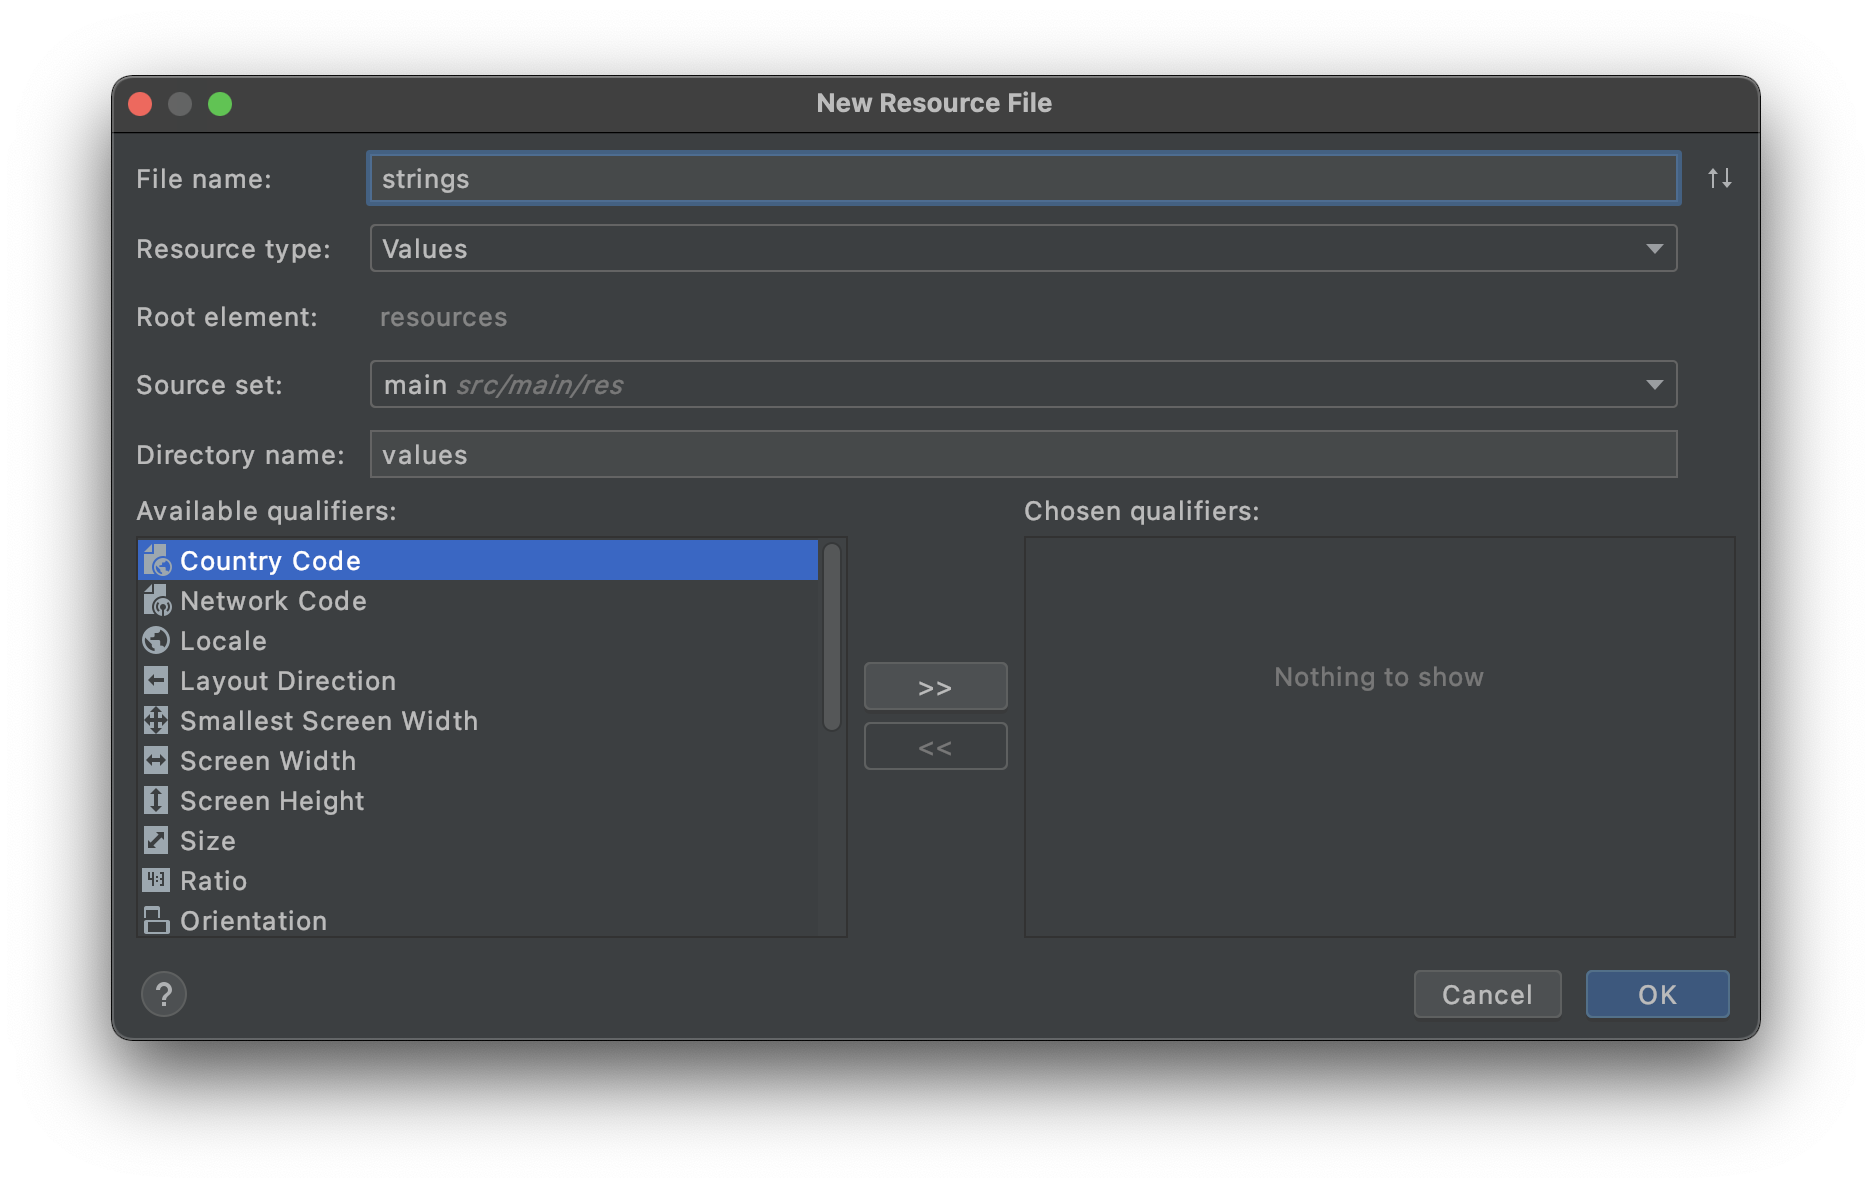 New Resource File
File name: strings
Resource type: Values
Root element: resources
Source set: main src/main/res
Directory name: values
Available qualifiers:
Country Code
Network Code
Locale
Layout Direction
Smallest Screen Width
Screen Width
Screen Height
Size
4:3 Ratio
Orientation
>>
<<
Chosen qualifiers:
Nothing to show
?
Cancel
OK